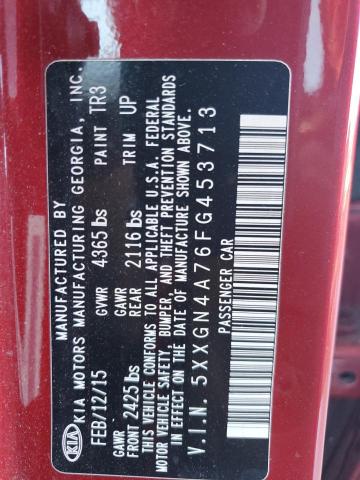 MANUFACTURED BY
KIA KIA MOTORS MANUFACTURING GEORGIA, INC.
FEB/12/15 GVWR 4365 lbs PAINT TR3
GAWR FRONT 2425 lbs GAWR REAR 2116 lbs TRIM UP
THIS VEHICLE CONFORMS TO ALL APPLICABLE U.S.A. FEDERAL
MOTOR VEHICLE SAFETY, BUMPER, AND THEFT PREVENTION STANDARDS
IN EFFECT ON THE DATE OF MANUFACTURE SHOWN ABOVE.
V.I.N. 5XXGN4A76FG453713
PASSENGER CAR